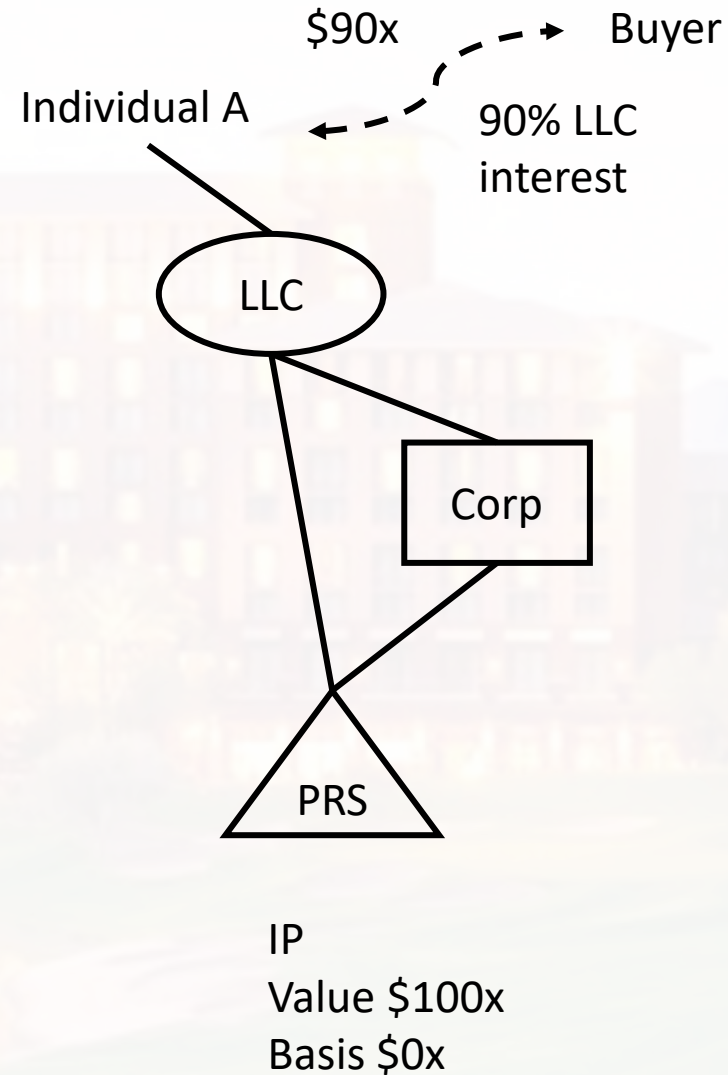 $90x
Buyer
Individual A
90% LLC
interest
LLC
Corp
PRS
IP
Value $100x
Basis $0x